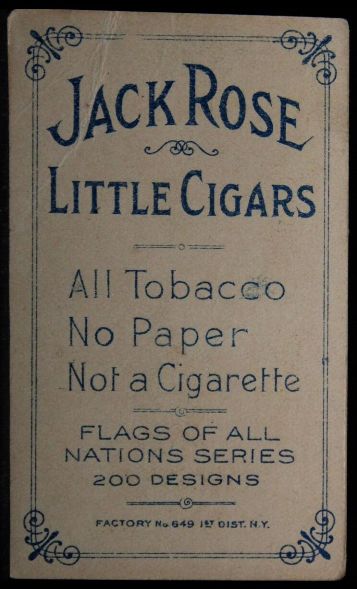 JACK ROSE
LITTLE CIGARS
All Tobacco
No Paper
Not a Cigarette
FLAGS OF ALL
NATIONS SERIES
200 DESIGNS
FACTORY No. 649 1ST DIST. N.Y.